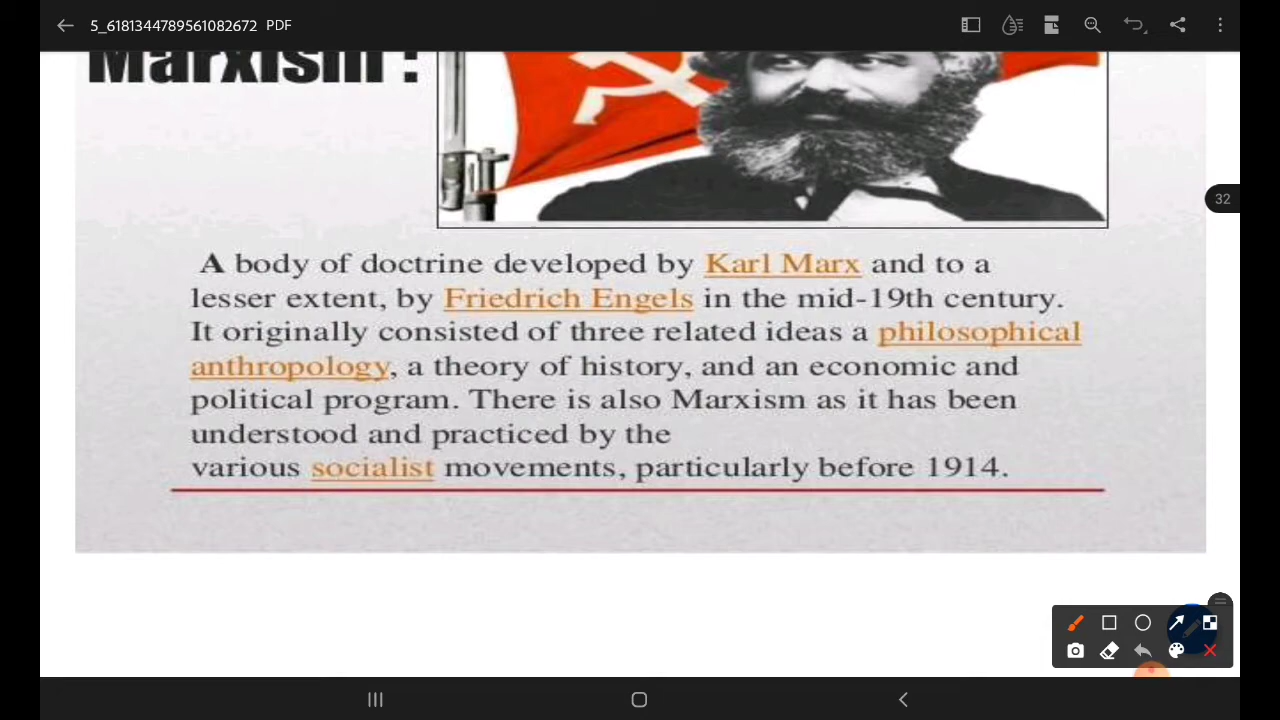 5_6181344789561082672 PDF
Marxism :
32
A body of doctrine developed by Karl Marx and to a
lesser extent, by Friedrich Engels in the mid-19th century.
It originally consisted of three related ideas a philosophical
anthropology, a theory of history, and an economic and
political program. There is also Marxism as it has been
understood and practiced by the
various socialist movements, particularly before 1914.